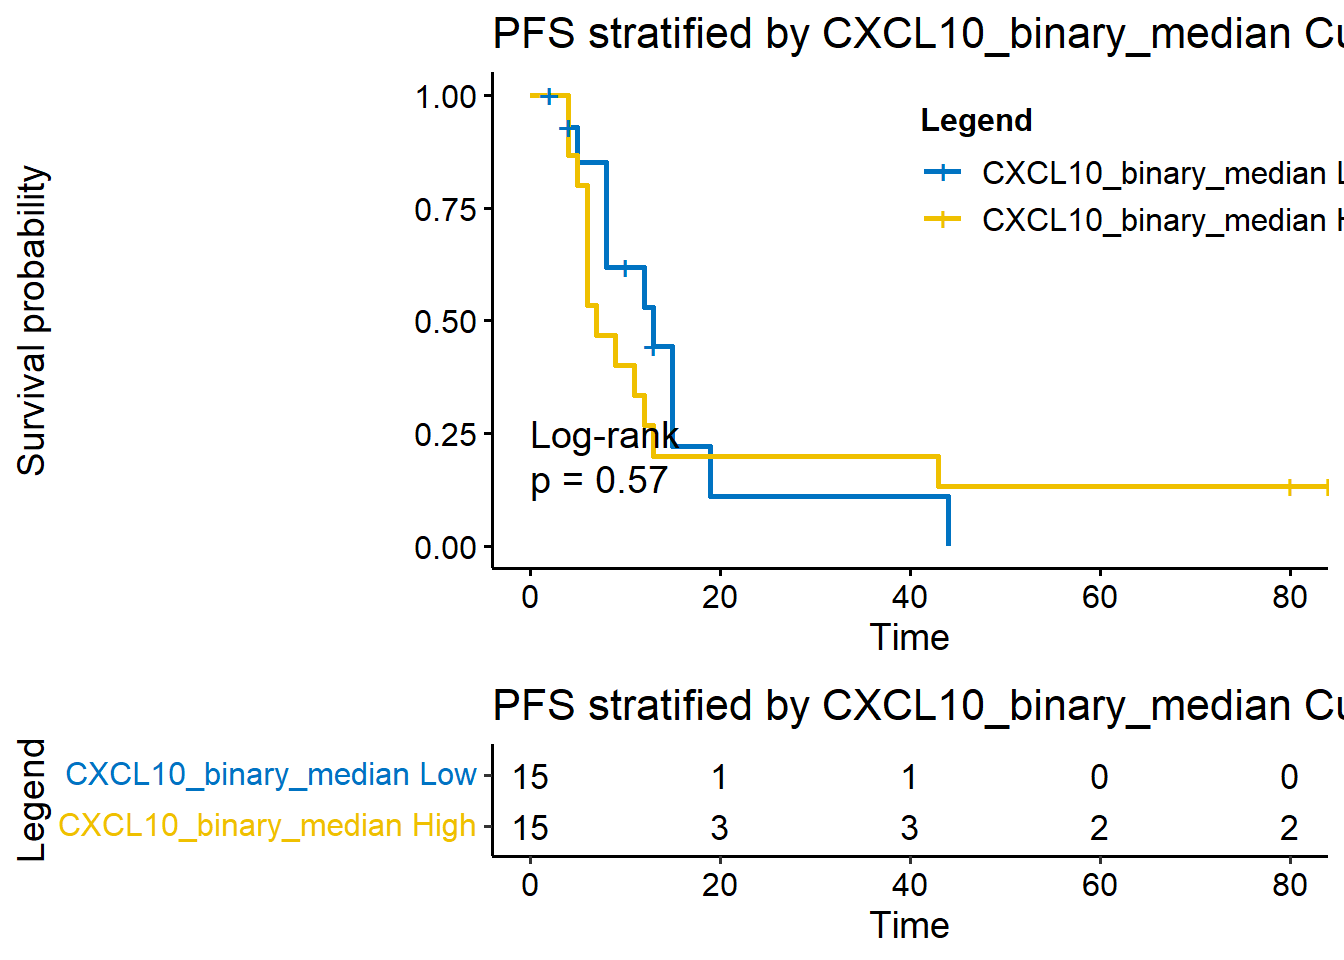 PFS stratified by CXCL10_binary_median Cu
Survival probability
1.00
0.75
0.50
0.25
0.00
Legend
CXCL10_binary_median L
CXCL10_binary_median H
Log-rank
p = 0.57
0 20 40 60 80
Time
PFS stratified by CXCL10_binary_median Cu
Legend
CXCL10_binary_median Low 15 1 1 0 0
CXCL10_binary_median High 15 3 3 2 2
0 20 40 60 80
Time